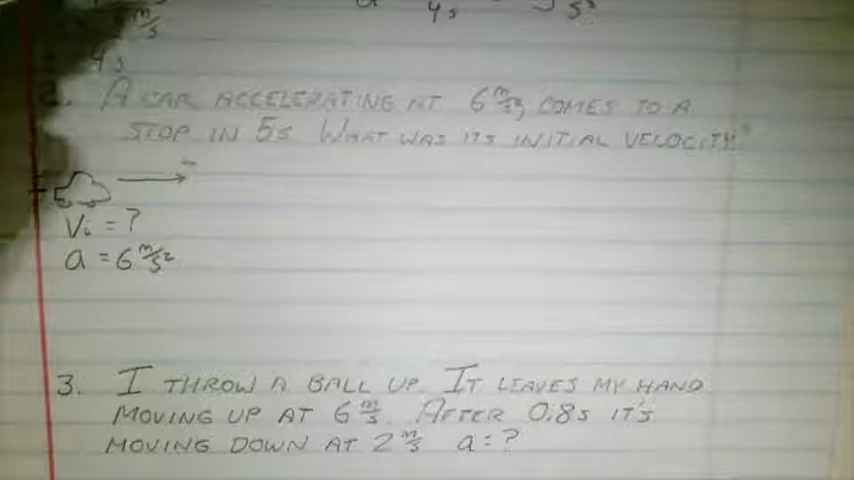 m/s
4s 5s²
4s
2. A CAR ACCELERATING AT 6 m/s², COMES TO A
STOP IN 5s WHAT WAS ITS INITIAL VELOCITY?
Vi = ?
a = 6 m/s²
3. I THROW A BALL UP. IT LEAVES MY HAND
MOVING UP AT 6 m/s. AFTER 0.8s IT'S
MOVING DOWN AT 2 m/s a = ?